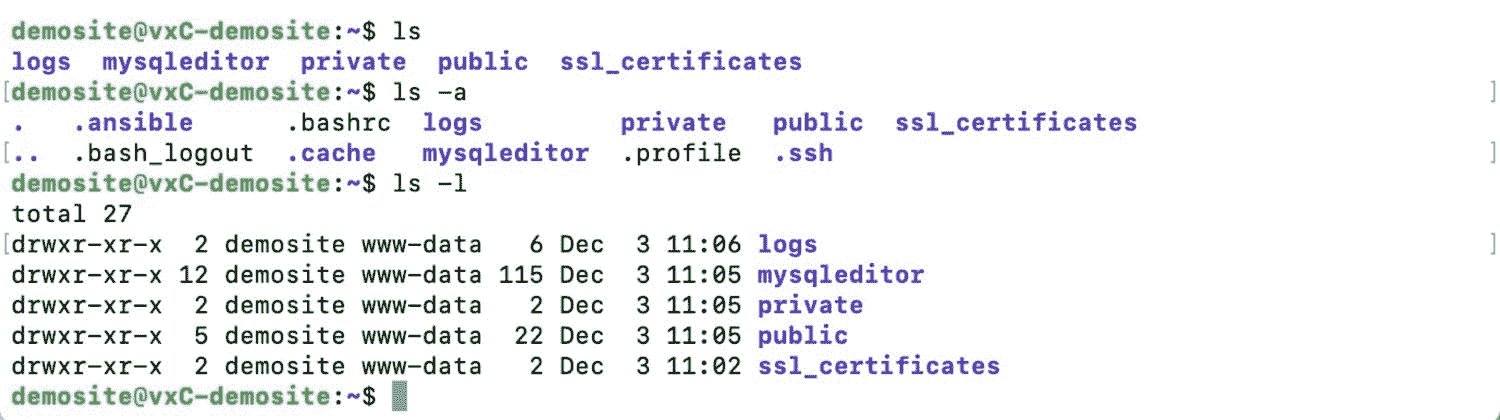 demosite@vxC-demosite:~$ ls
logs  mysqleditor  private  public  ssl_certificates
[demosite@vxC-demosite:~$ ls -a ]
.   .ansible      .bashrc  logs         private   public  ssl_certificates
[..  .bash_logout  .cache   mysqleditor  .profile  .ssh ]
demosite@vxC-demosite:~$ ls -l
total 27
[drwxr-xr-x  2 demosite www-data   6 Dec  3 11:06 logs ]
drwxr-xr-x 12 demosite www-data 115 Dec  3 11:05 mysqleditor
drwxr-xr-x  2 demosite www-data   2 Dec  3 11:05 private
drwxr-xr-x  5 demosite www-data  22 Dec  3 11:05 public
drwxr-xr-x  2 demosite www-data   2 Dec  3 11:02 ssl_certificates
demosite@vxC-demosite:~$